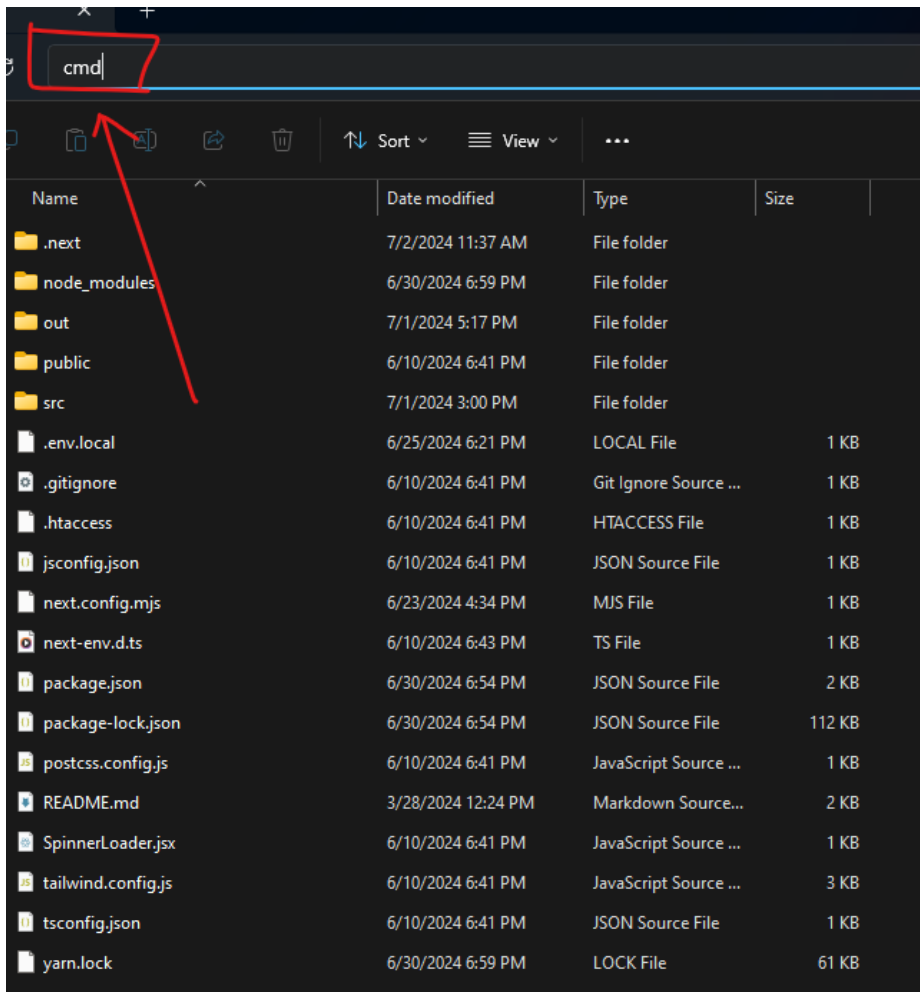 cmd
Sort View
Name Date modified Type Size
.next 7/2/2024 11:37 AM File folder
node_modules 6/30/2024 6:59 PM File folder
out 7/1/2024 5:17 PM File folder
public 6/10/2024 6:41 PM File folder
src 7/1/2024 3:00 PM File folder
.env.local 6/25/2024 6:21 PM LOCAL File 1 KB
.gitignore 6/10/2024 6:41 PM Git Ignore Source ... 1 KB
.htaccess 6/10/2024 6:41 PM HTACCESS File 1 KB
jsconfig.json 6/10/2024 6:41 PM JSON Source File 1 KB
next.config.mjs 6/23/2024 4:34 PM MJS File 1 KB
next-env.d.ts 6/10/2024 6:43 PM TS File 1 KB
package.json 6/30/2024 6:54 PM JSON Source File 2 KB
package-lock.json 6/30/2024 6:54 PM JSON Source File 112 KB
postcss.config.js 6/10/2024 6:41 PM JavaScript Source ... 1 KB
README.md 3/28/2024 12:24 PM Markdown Source... 2 KB
SpinnerLoader.jsx 6/10/2024 6:41 PM JavaScript Source ... 1 KB
tailwind.config.js 6/10/2024 6:41 PM JavaScript Source ... 3 KB
tsconfig.json 6/10/2024 6:41 PM JSON Source File 1 KB
yarn.lock 6/30/2024 6:59 PM LOCK File 61 KB